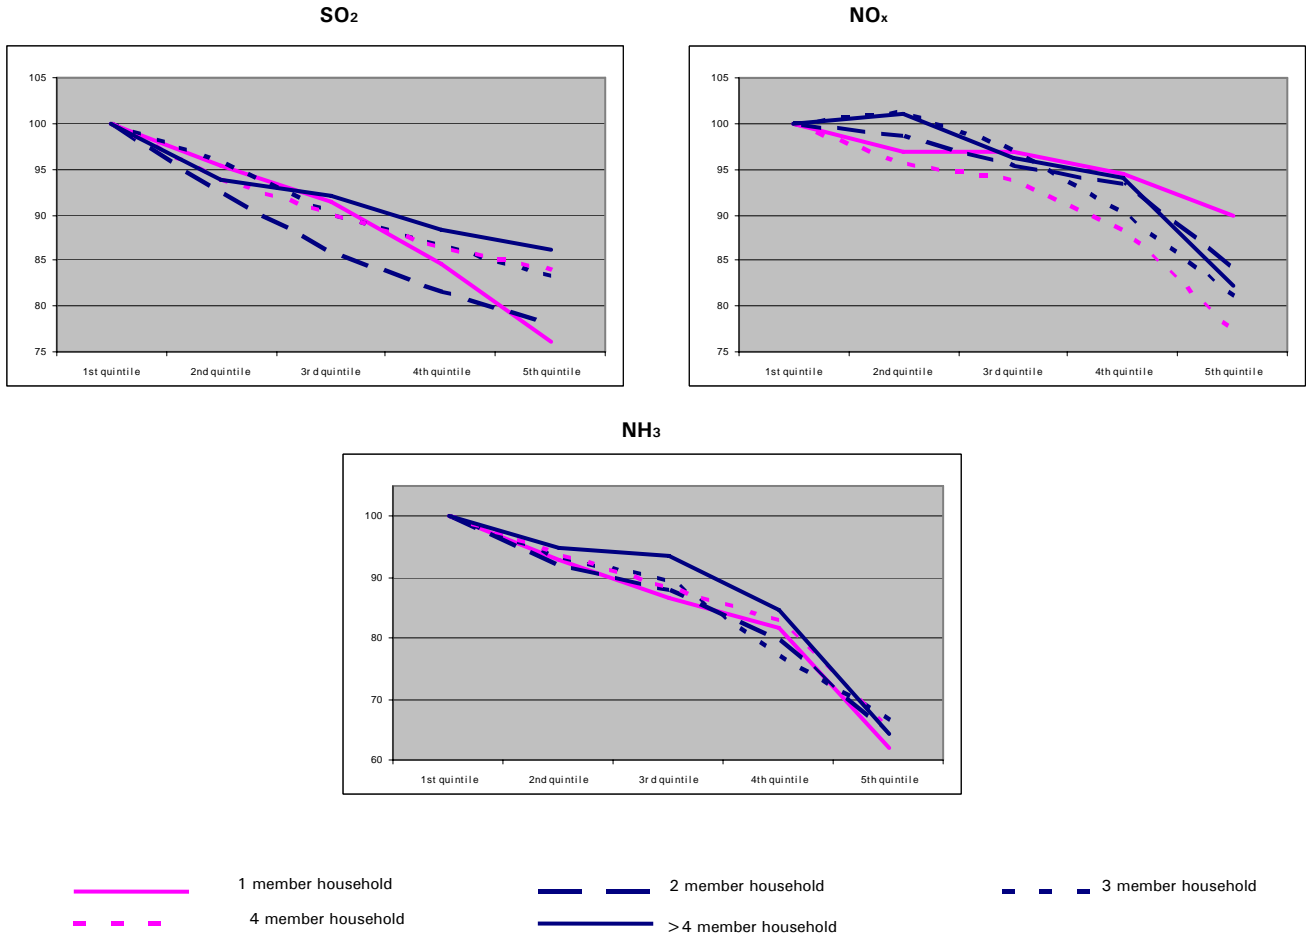 SO2
NOx
105
100
95
90
85
80
75
1st quintile 2nd quintile 3rd quintile 4th quintile 5th quintile
105
100
95
90
85
80
75
1st quintile 2nd quintile 3rd quintile 4th quintile 5th quintile
NH3
100
90
80
70
60
1st quintile 2nd quintile 3rd quintile 4th quintile 5th quintile
1 member household
2 member household
3 member household
4 member household
>4 member household